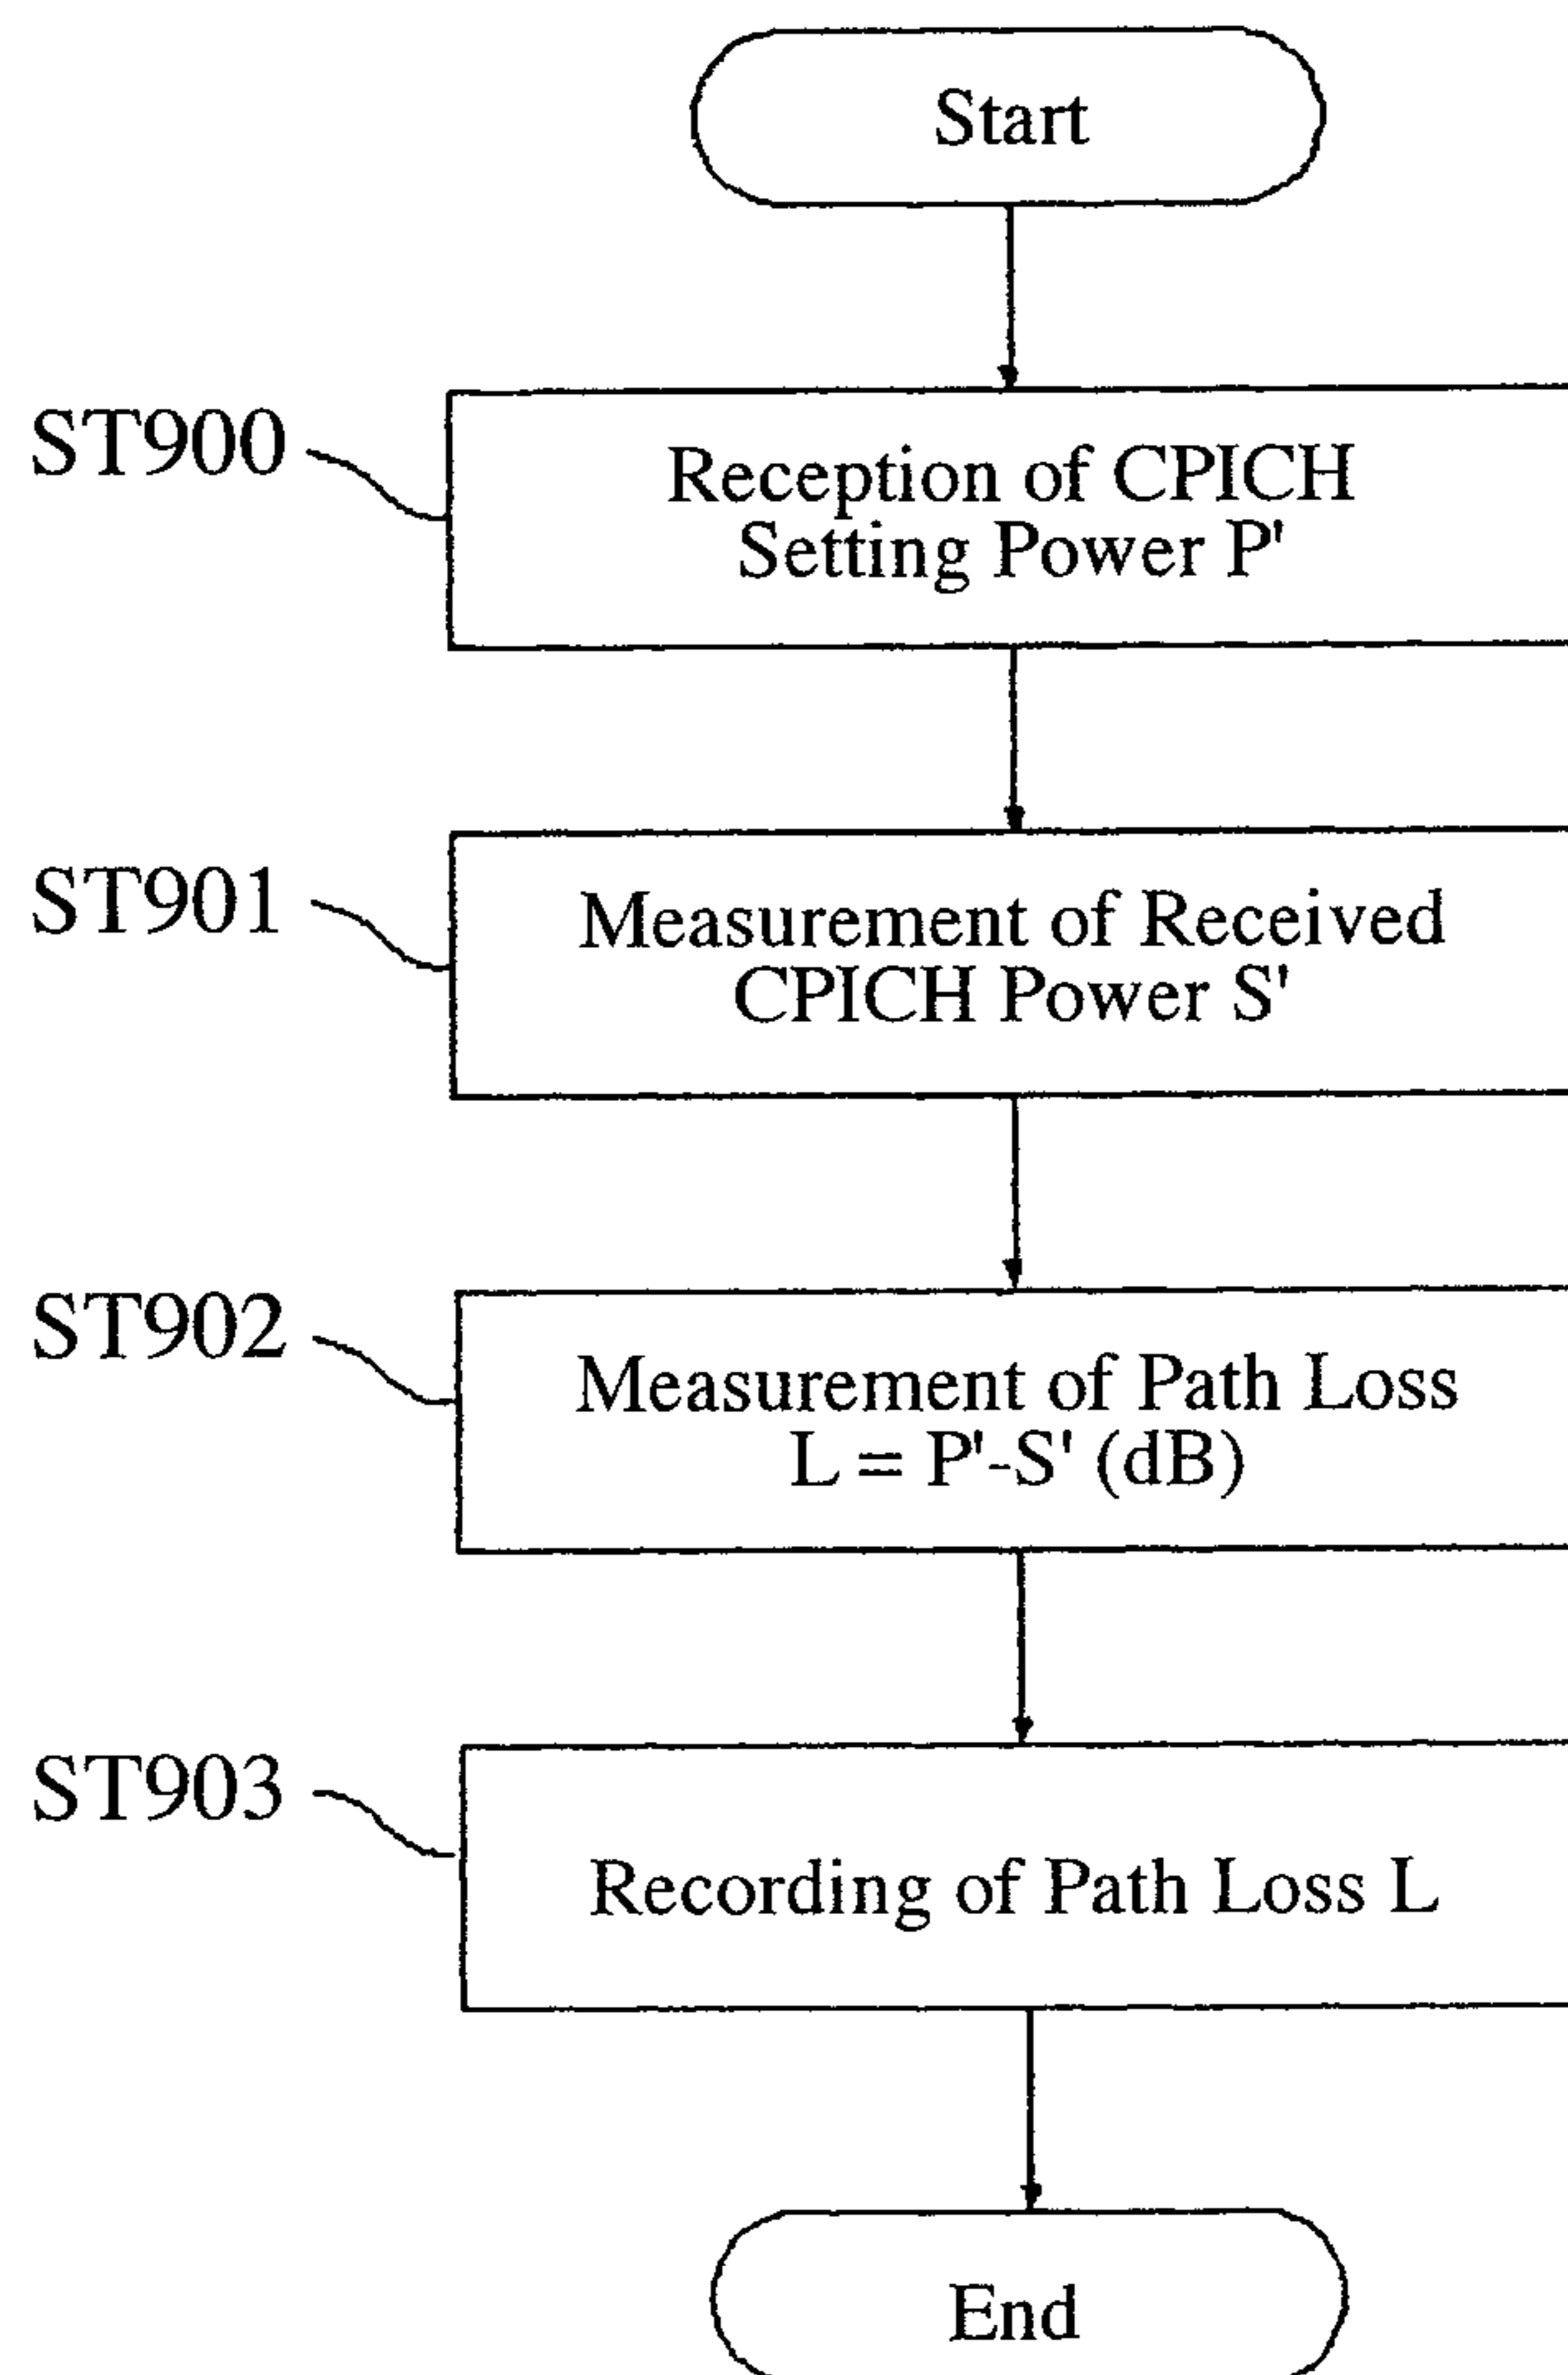 Start
ST900
Reception of CPICH
Setting Power P'
ST901
Measurement of Received
CPICH Power S'
ST902
Measurement of Path Loss
L = P'-S' (dB)
ST903
Recording of Path Loss L
End